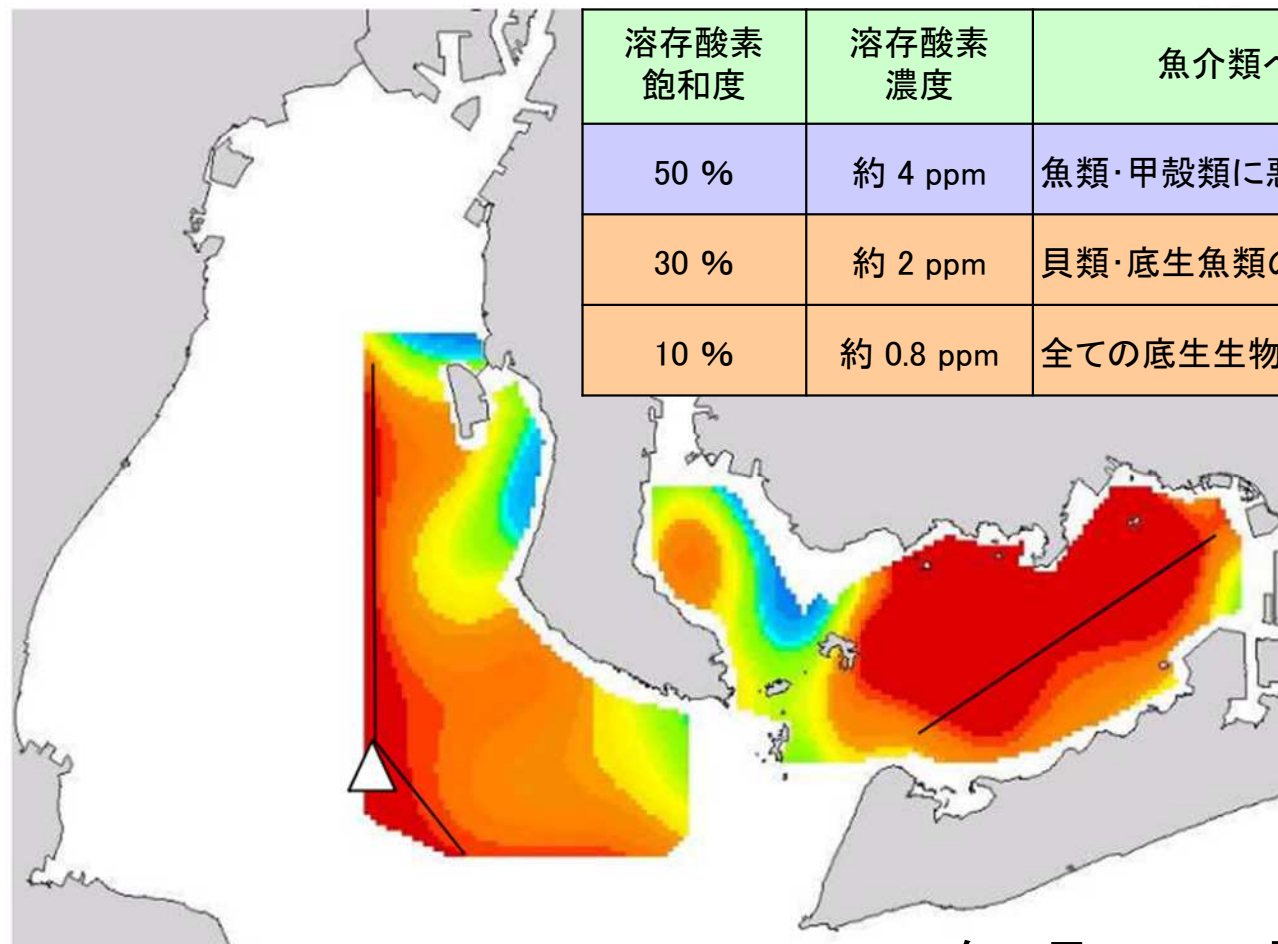 溶存酸素
飽和度
溶存酸素
濃度
魚介類へ
50 %
約 4 ppm
魚類・甲殻類に悪
30 %
約 2 ppm
貝類・底生魚類の
10 %
約 0.8 ppm
全ての底生生物